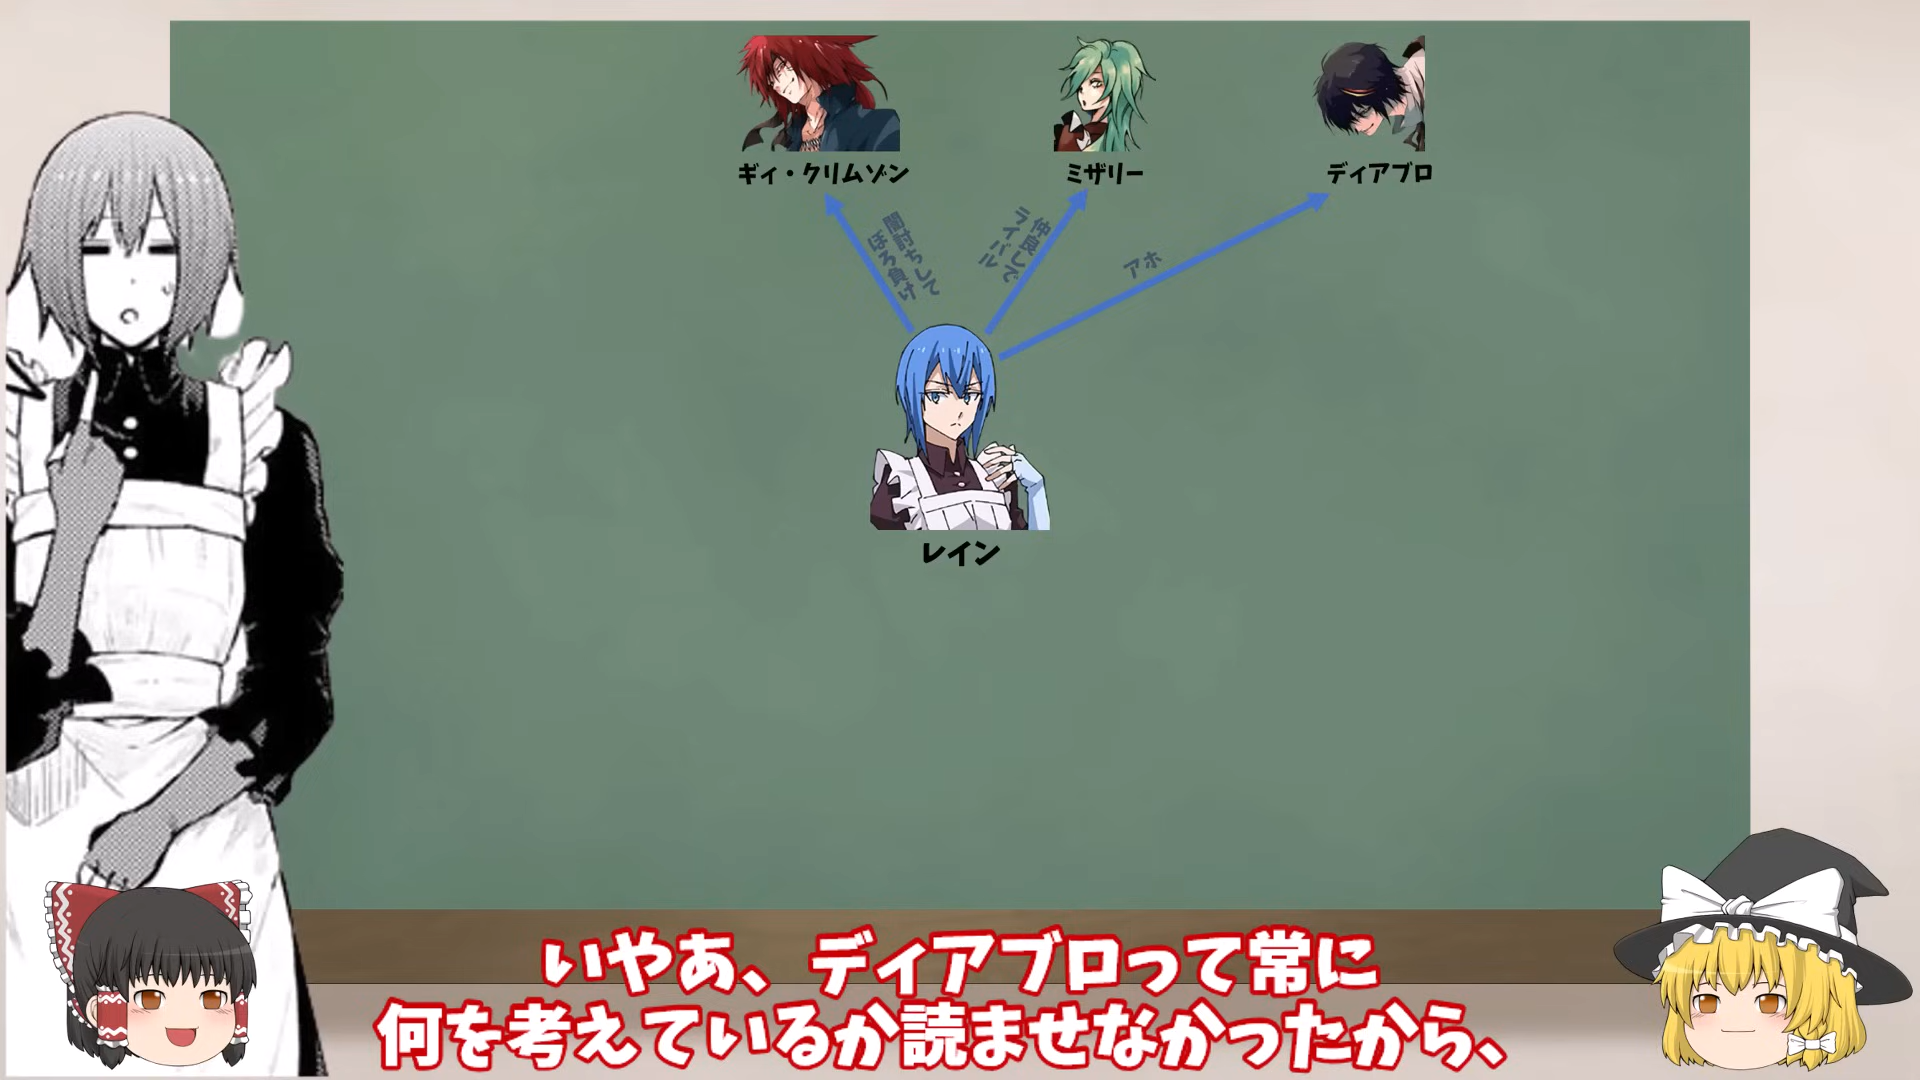 ギィ・クリムゾン
ミザリー
ディアブロ
闇討ちして
ぼろ負け
仲良しで
ライバル
アホ
レイン
いやあ、ディアブロって常に
何を考えているか読ませなかったから、